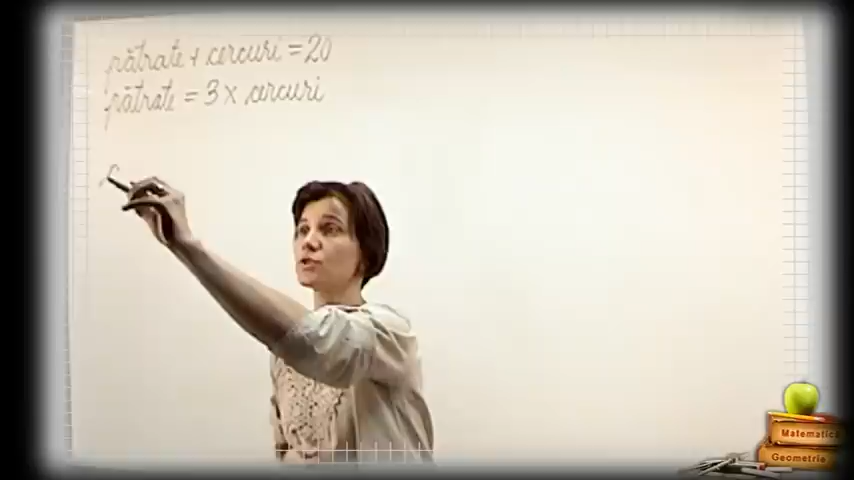 pătrate + cercuri = 20
pătrate = 3 x cercuri
Matematica
Geometrie